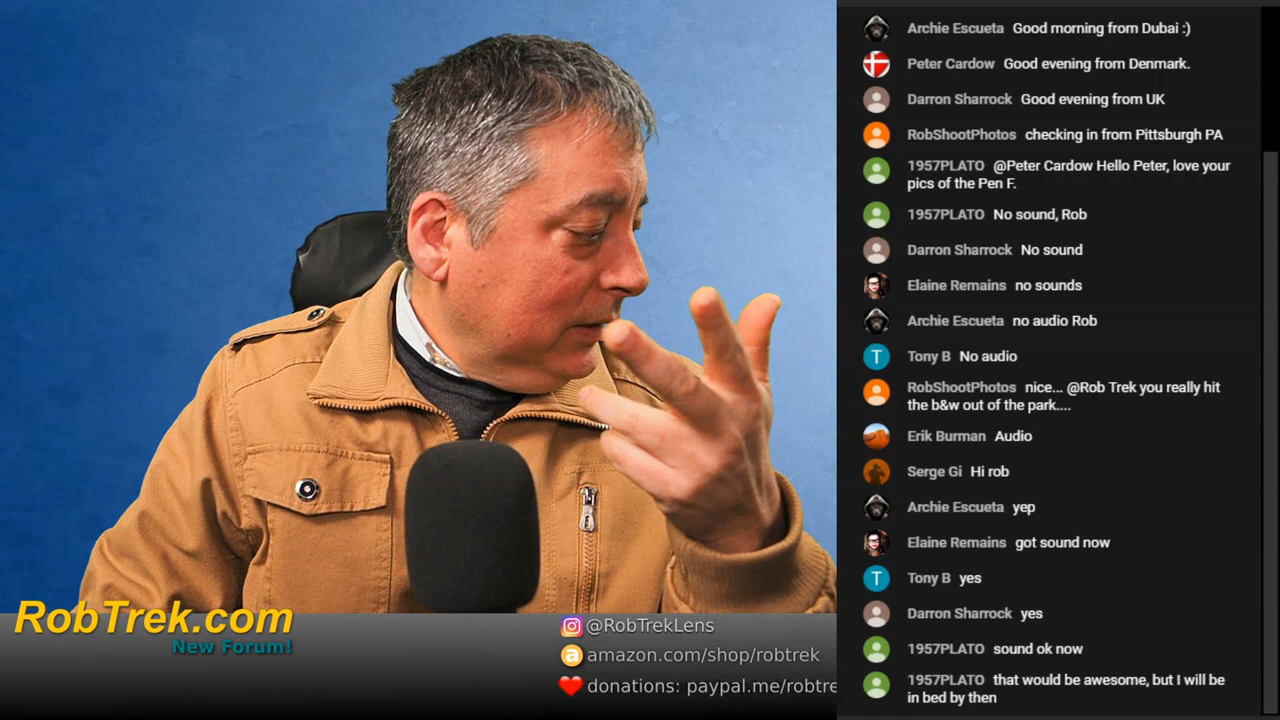 Archie Escueta Good morning from Dubai :)
Peter Cardow Good evening from Denmark.
Darron Sharrock Good evening from UK
RobShootPhotos checking in from Pittsburgh PA
1957PLATO @Peter Cardow Hello Peter, love your
pics of the Pen F.
1957PLATO No sound, Rob
Darron Sharrock No sound
Elaine Remains no sounds
Archie Escueta no audio Rob
T Tony B No audio
RobShootPhotos nice... @Rob Trek you really hit
the b&w out of the park....
Erik Burman Audio
Serge Gi Hi rob
Archie Escueta yep
Elaine Remains got sound now
T Tony B yes
Darron Sharrock yes
1957PLATO sound ok now
1957PLATO that would be awesome, but I will be
in bed by then
RobTrek.com
New Forum!
@RobTrekLens
a amazon.com/shop/robtrek
donations: paypal.me/robtre